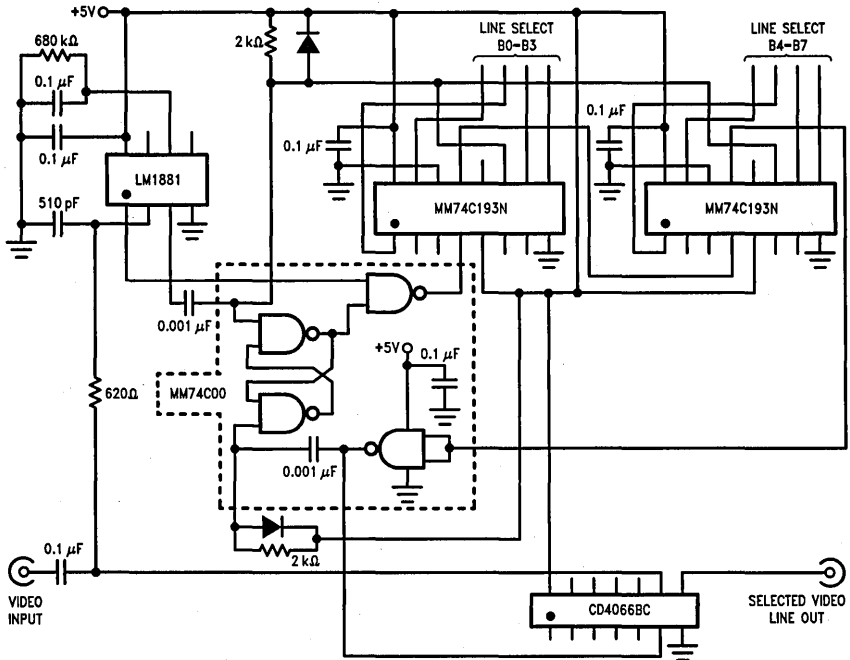 +5V
680 kΩ
0.1 μF
0.1 μF
510 pF
LM1881
2 kΩ
LINE SELECT
B0–B3
0.1 μF
MM74C193N
LINE SELECT
B4–B7
0.1 μF
MM74C193N
0.001 μF
+5V
0.1 μF
620Ω
MM74C00
0.001 μF
2 kΩ
0.1 μF
VIDEO
INPUT
CD4066BC
SELECTED VIDEO
LINE OUT